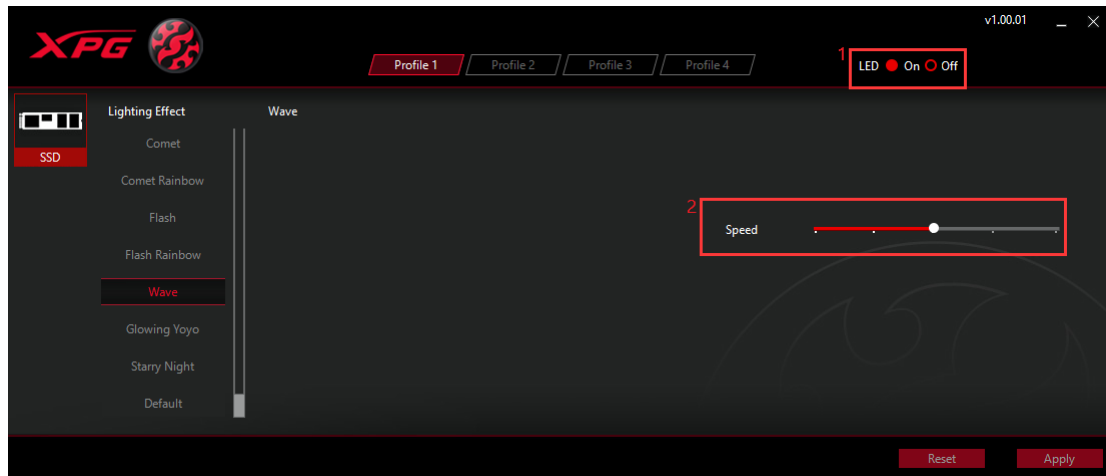 v1.00.01
XPG
Profile 1 Profile 2 Profile 3 Profile 4
1
LED On Off
SSD
Lighting Effect
Comet
Comet Rainbow
Flash
Flash Rainbow
Wave
Glowing Yoyo
Starry Night
Default
Wave
2
Speed
Reset Apply